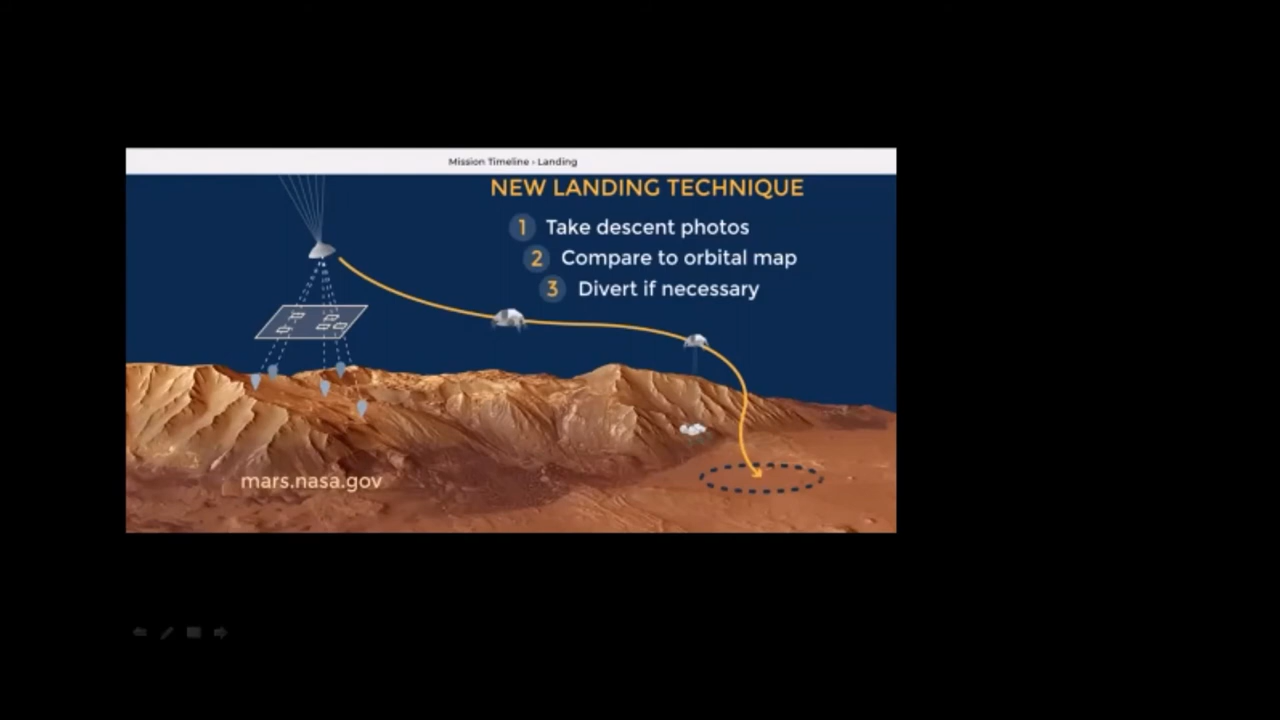 Mission Timeline › Landing
NEW LANDING TECHNIQUE
1 Take descent photos
2 Compare to orbital map
3 Divert if necessary
mars.nasa.gov